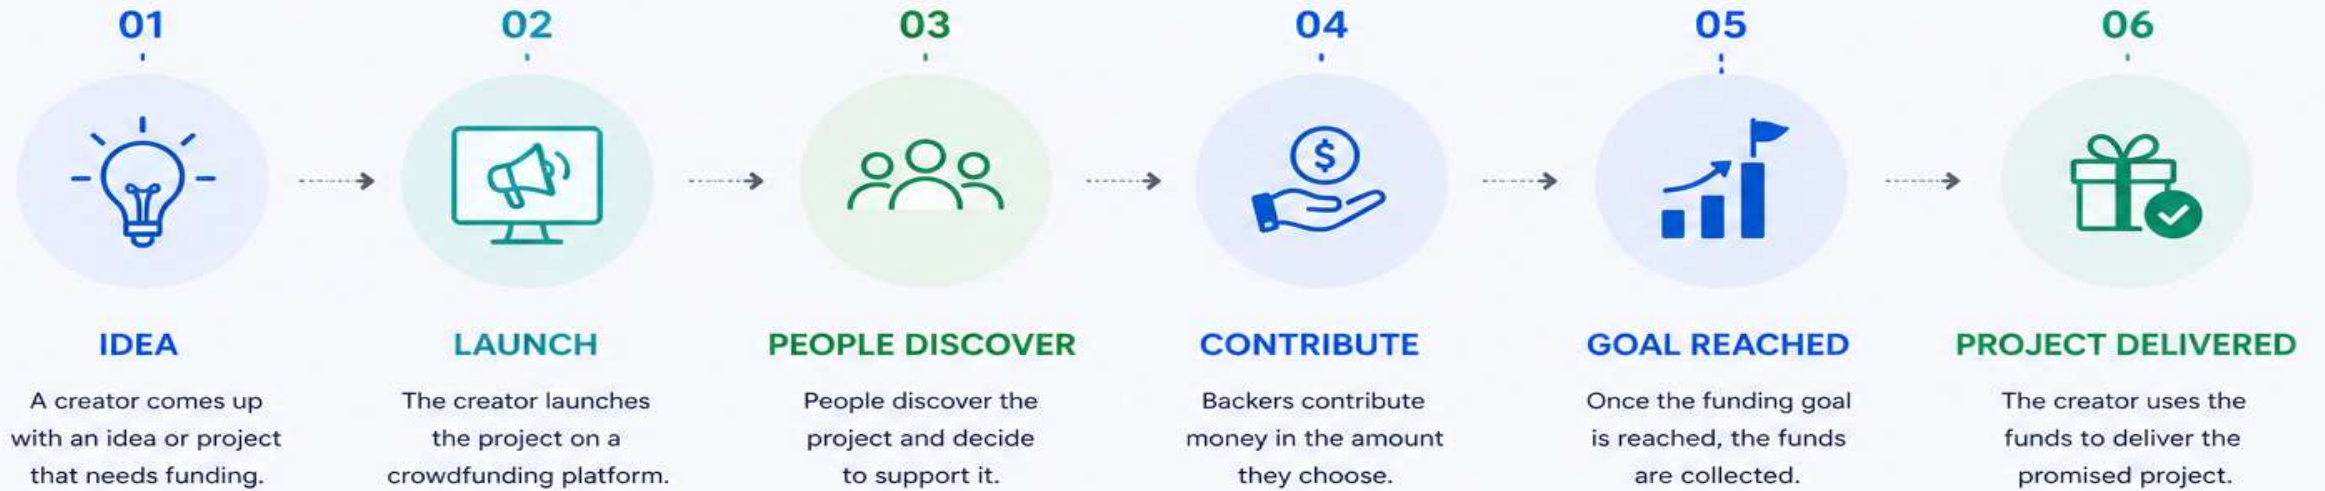 01
IDEA
A creator comes up
with an idea or project
that needs funding.
02
LAUNCH
The creator launches
the project on a
crowdfunding platform.
03
PEOPLE DISCOVER
People discover the
project and decide
to support it.
04
$
CONTRIBUTE
Backers contribute
money in the amount
they choose.
05
GOAL REACHED
Once the funding goal
is reached, the funds
are collected.
06
PROJECT DELIVERED
The creator uses the
funds to deliver the
promised project.